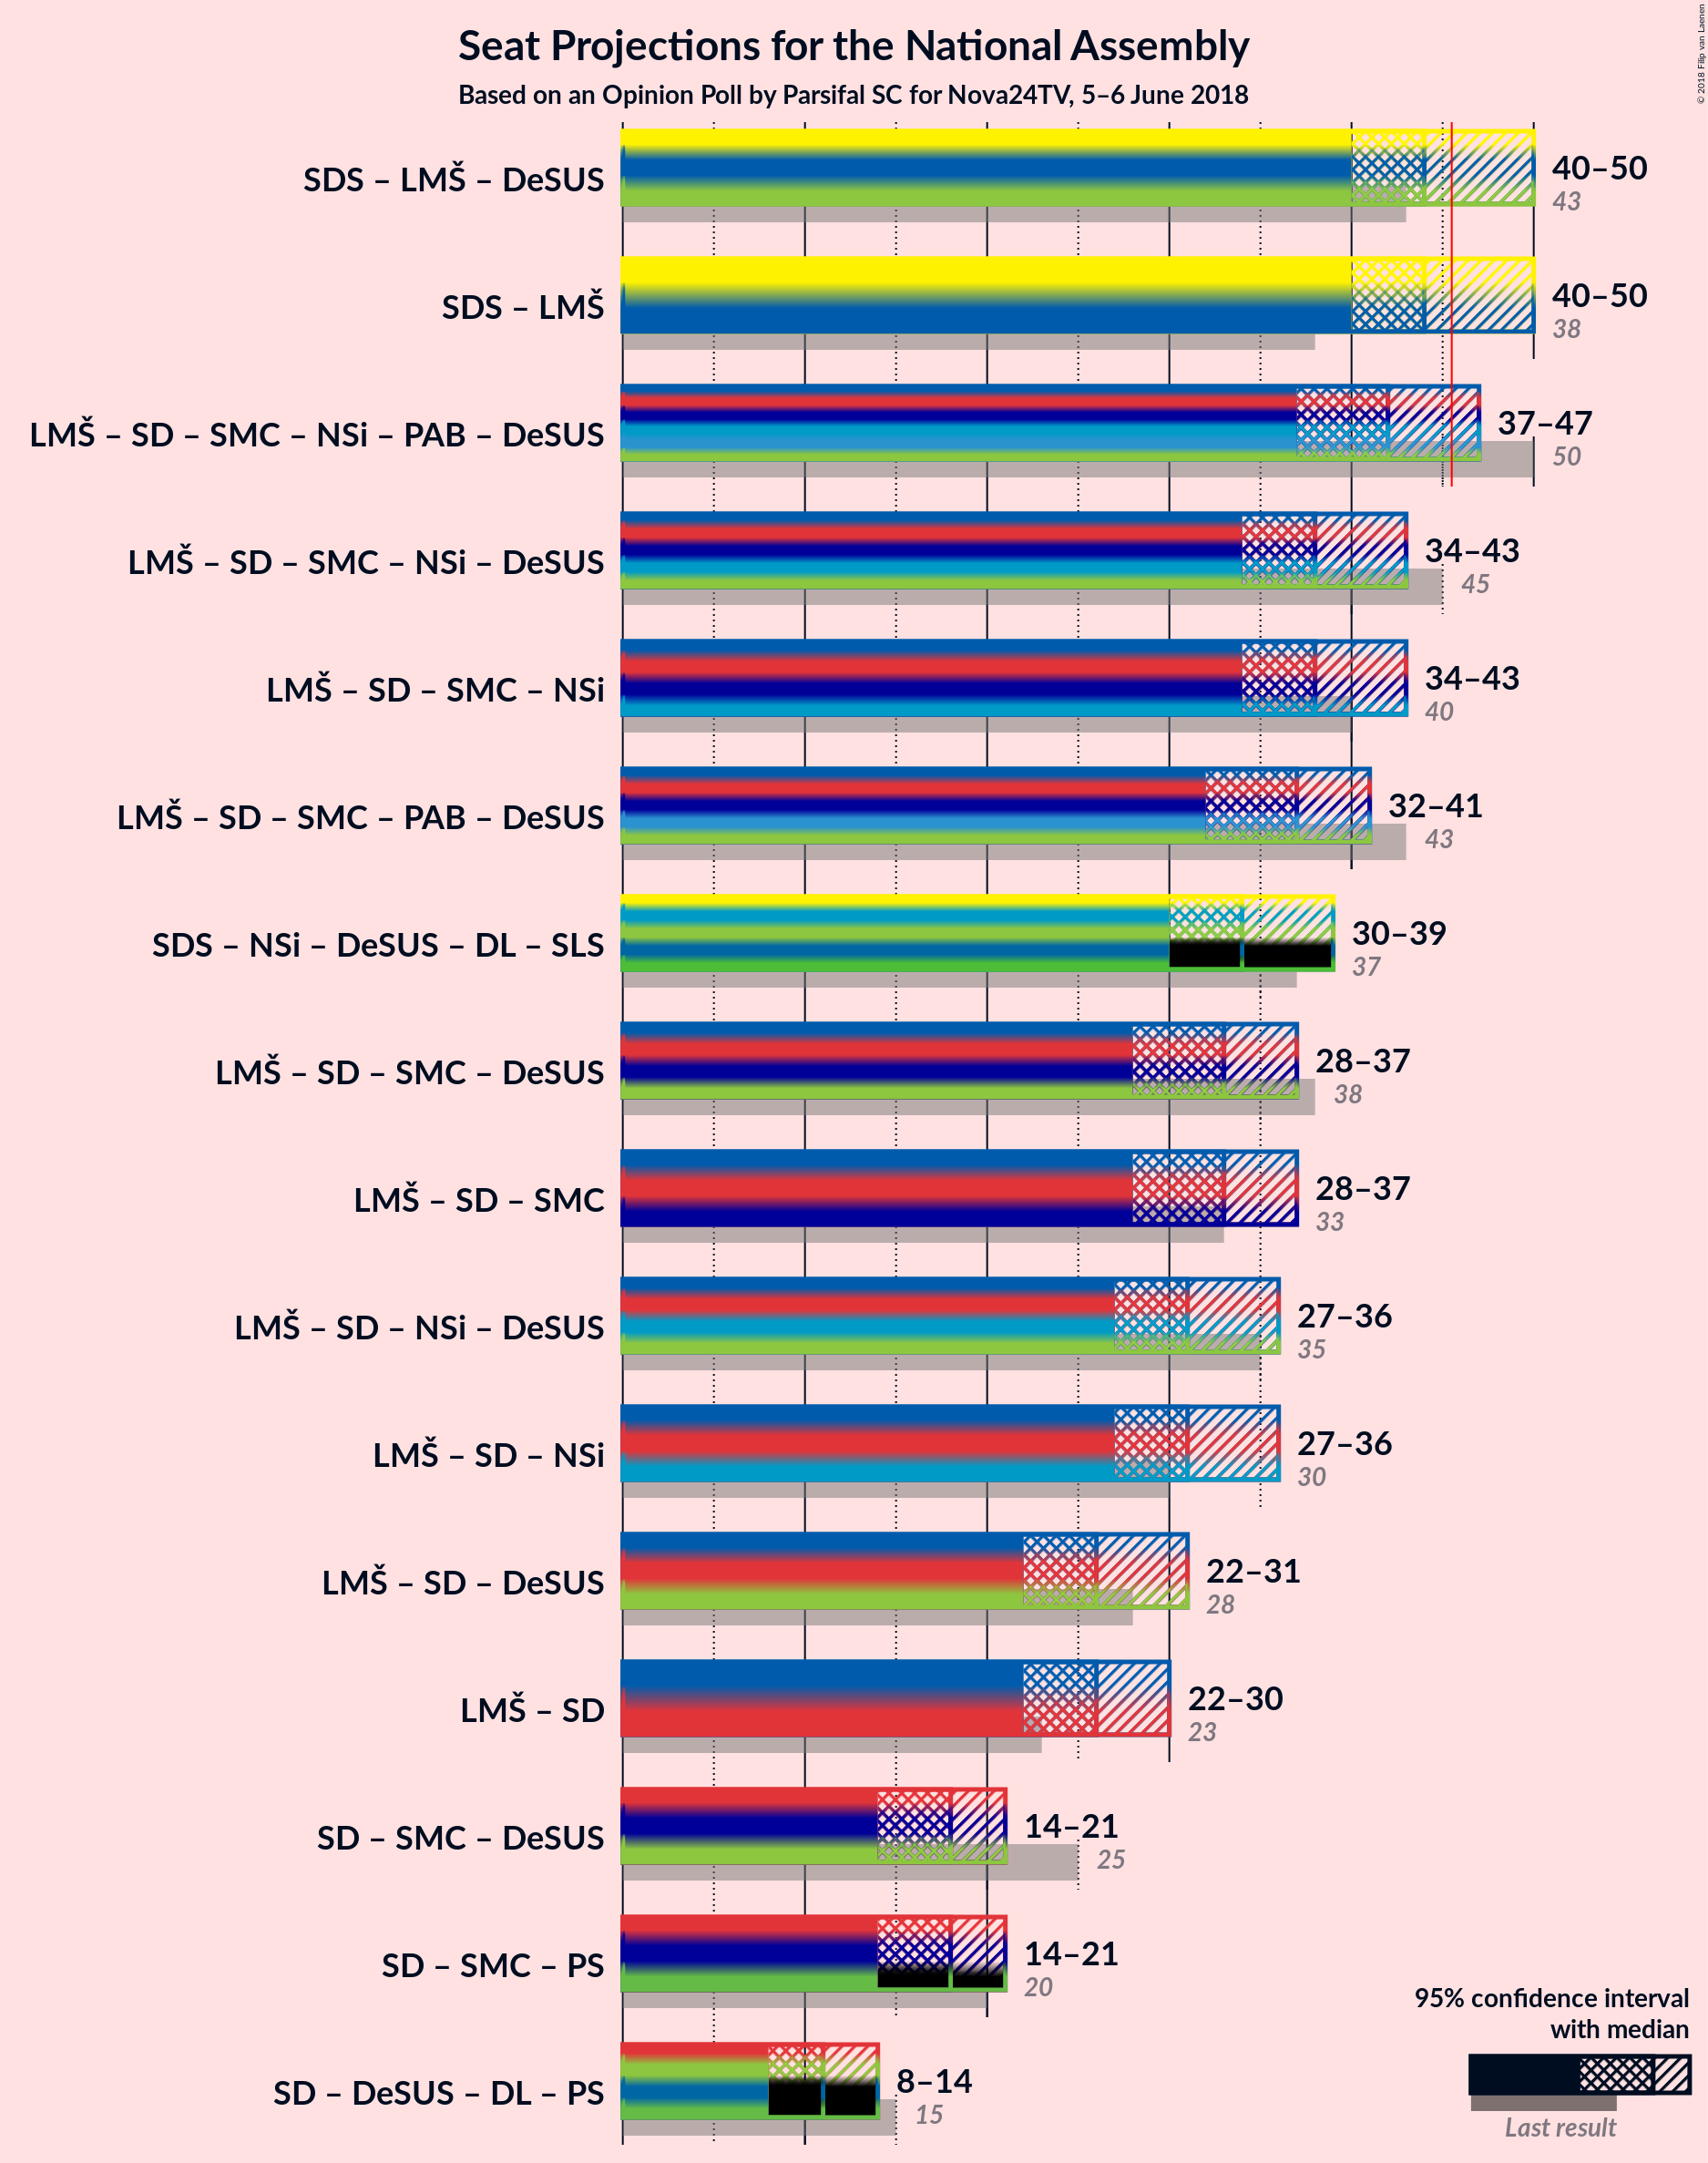 Seat Projections for the National Assembly
Based on an Opinion Poll by Parsifal SC for Nova24TV, 5–6 June 2018
© 2018 Filip van Laenen
SDS – LMŠ – DeSUS
40–50
43
SDS – LMŠ
40–50
38
LMŠ – SD – SMC – NSi – PAB – DeSUS
37–47
50
LMŠ – SD – SMC – NSi – DeSUS
34–43
45
LMŠ – SD – SMC – NSi
34–43
40
LMŠ – SD – SMC – PAB – DeSUS
32–41
43
SDS – NSi – DeSUS – DL – SLS
30–39
37
LMŠ – SD – SMC – DeSUS
28–37
38
LMŠ – SD – SMC
28–37
33
LMŠ – SD – NSi – DeSUS
27–36
35
LMŠ – SD – NSi
27–36
30
LMŠ – SD – DeSUS
22–31
28
LMŠ – SD
22–30
23
SD – SMC – DeSUS
14–21
25
SD – SMC – PS
14–21
20
SD – DeSUS – DL – PS
8–14
15
95% confidence interval
with median
Last result